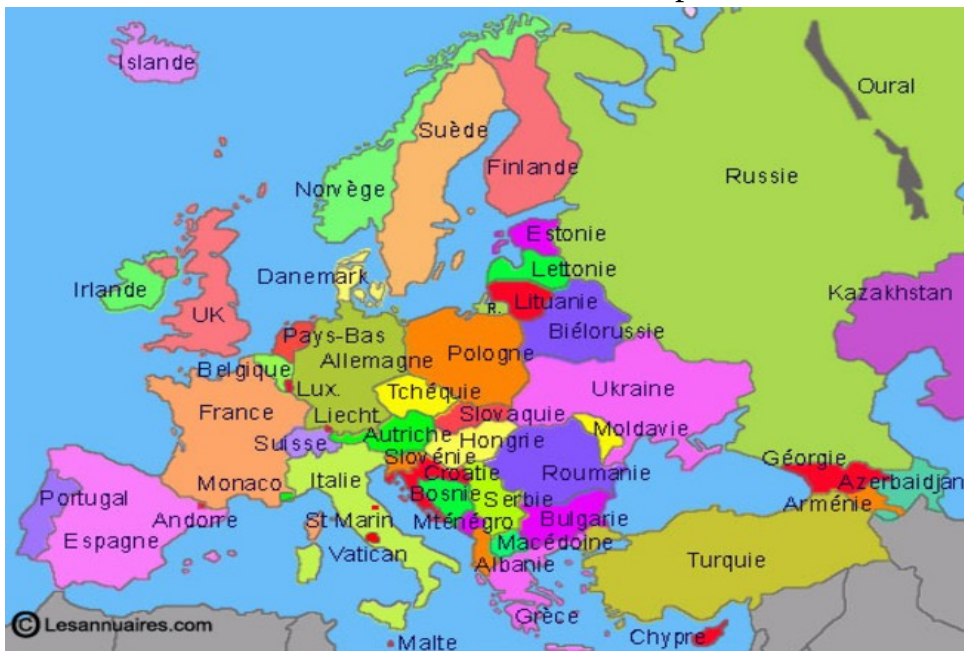 Islande
Oural
Suède
Finlande
Russie
Norvège
Estonie
Lettonie
Danemark
Irlande
Kazakhstan
Lituanie
R.
UK
Biélorussie
Pays-Bas
Pologne
Allemagne
Belgique
Lux.
Tchéquie
Ukraine
France
Liecht.
Slovaquie
Autriche
Moldavie
Suisse
Hongrie
Slovénie
Géorgie
Croatie
Roumanie
Italie
Monaco
Azerbaidjan
Bosnie
Portugal
Serbie
Arménie
Andorre
St Marin
Mténégro
Bulgarie
Espagne
Macédoine
Vatican
Turquie
Albanie
Grèce
© Lesannuaires.com
Malte
Chypre